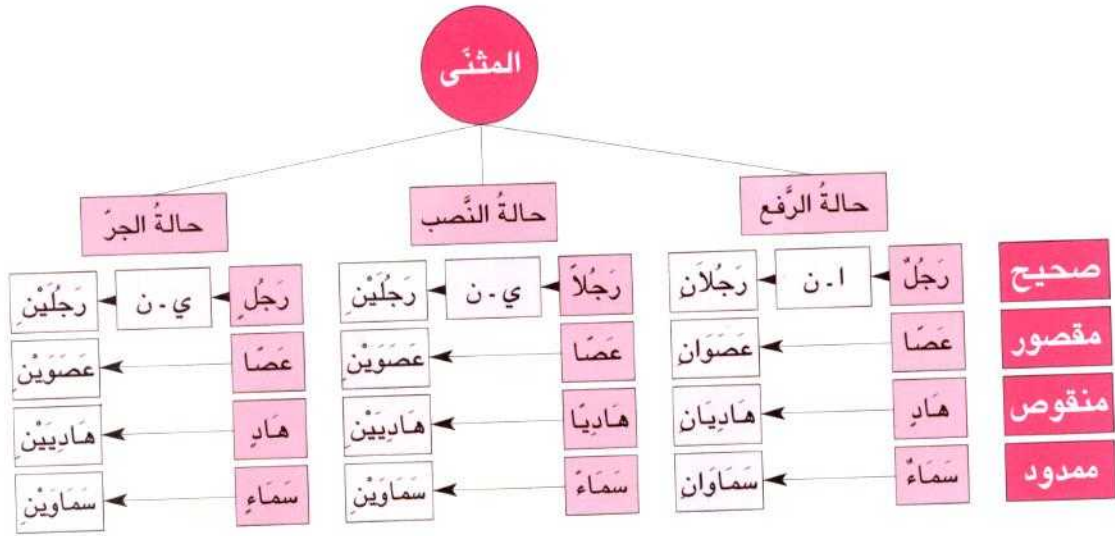 المثنَّى
حالةُ الرَّفع حالةُ النَّصب حالةُ الجرّ
صحيح رَجُلٌ ا - ن رَجُلاَنِ رَجُلاً ي - ن رَجُلَيْنِ رَجُلٍ ي - ن رَجُلَيْنِ
مقصور عَصًا عَصَوَانِ عَصًا عَصَوَيْنِ عَصًا عَصَوَيْنِ
منقوص هَادٍ هَادِيَانِ هَادِيًا هَادِيَيْنِ هَادٍ هَادِيَيْنِ
ممدود سَمَاءٌ سَمَاوَانِ سَمَاءً سَمَاوَيْنِ سَمَاءٍ سَمَاوَيْنِ